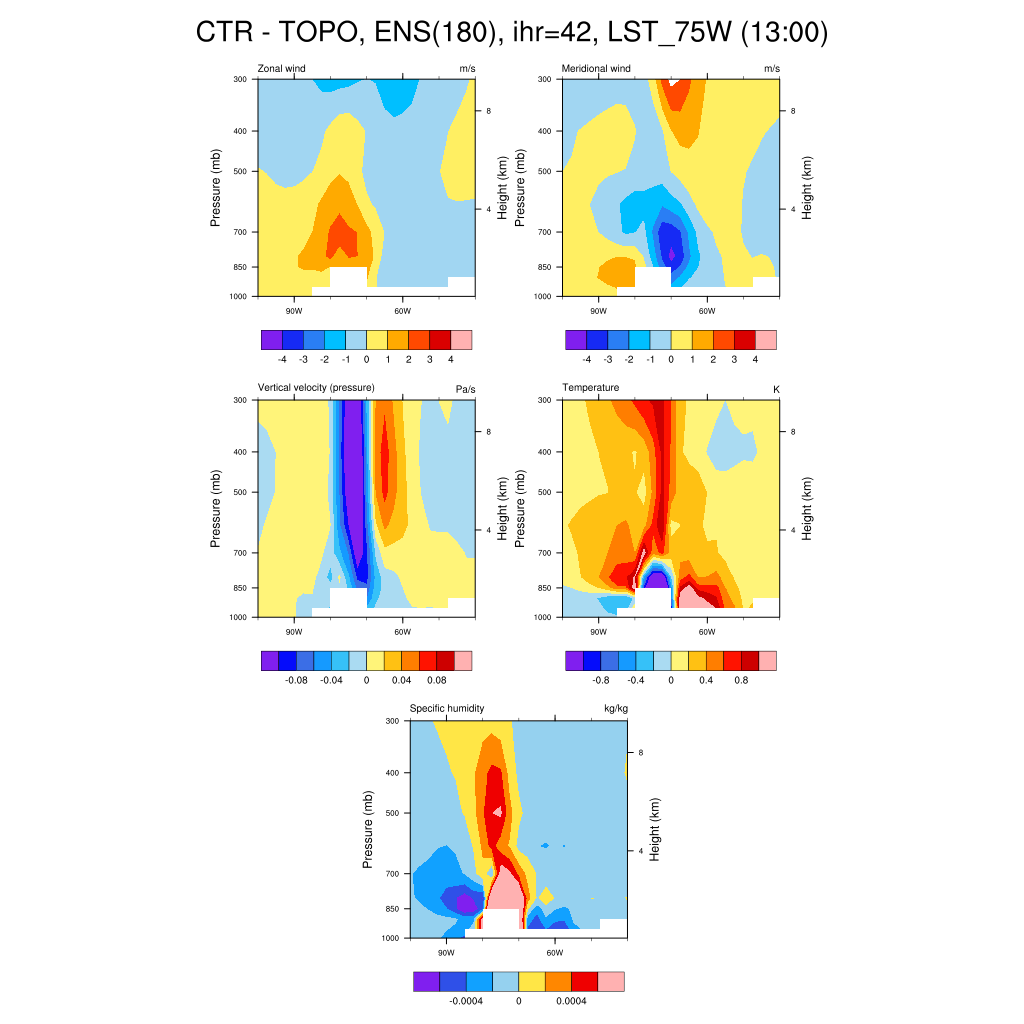 CTR - TOPO, ENS(180), ihr=42, LST_75W (13:00)
Zonal wind m/s
Pressure (mb)
Height (km)
300
400
500
700
850
1000
8
4
90W 60W
-4 -3 -2 -1 0 1 2 3 4
Meridional wind m/s
Pressure (mb)
Height (km)
300
400
500
700
850
1000
8
4
90W 60W
-4 -3 -2 -1 0 1 2 3 4
Vertical velocity (pressure) Pa/s
Pressure (mb)
Height (km)
300
400
500
700
850
1000
8
4
90W 60W
-0.08 -0.04 0 0.04 0.08
Temperature K
Pressure (mb)
Height (km)
300
400
500
700
850
1000
8
4
90W 60W
-0.8 -0.4 0 0.4 0.8
Specific humidity kg/kg
Pressure (mb)
Height (km)
300
400
500
700
850
1000
8
4
90W 60W
-0.0004 0 0.0004